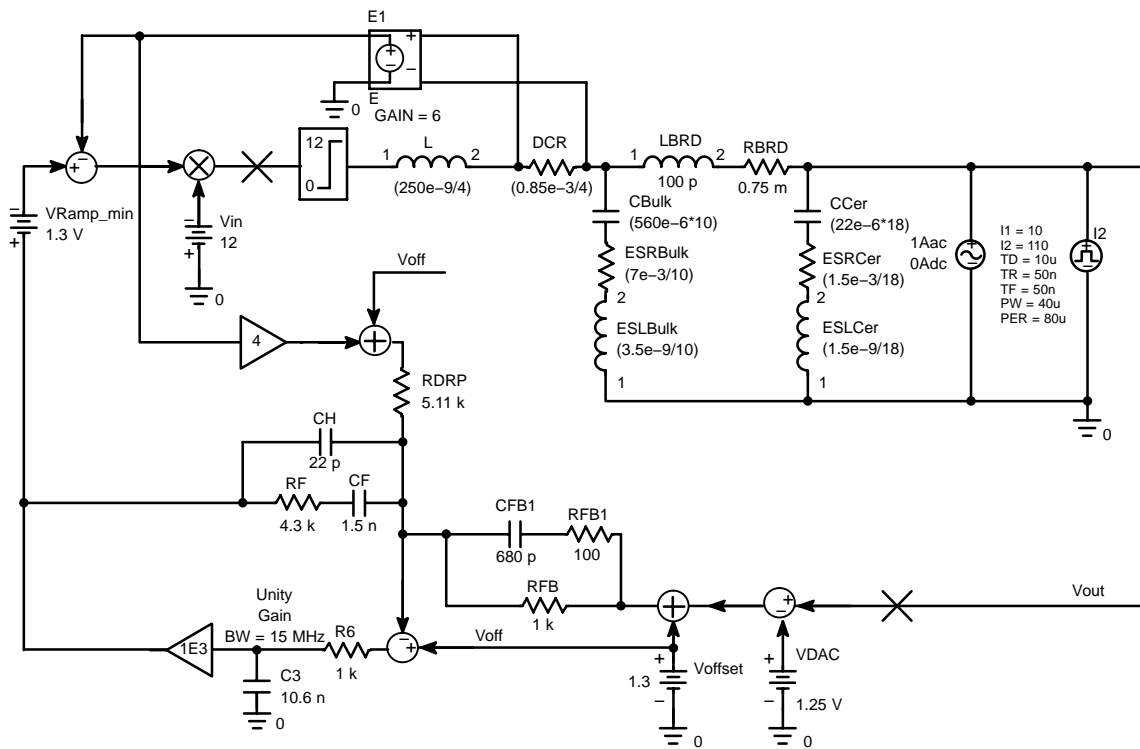 E1
+
−
+
−
E
0
GAIN = 6
12
0
1
L
2
(250e−9/4)
DCR
(0.85e−3/4)
1
LBRD
2
100 p
RBRD
0.75 m
−
+
−
+
VRamp_min
1.3 V
−
+
Vin
12
0
CBulk
(560e−6*10)
ESRBulk
(7e−3/10)
2
ESLBulk
(3.5e−9/10)
1
CCer
(22e−6*18)
ESRCer
(1.5e−3/18)
2
ESLCer
(1.5e−9/18)
1
1Aac
0Adc
+
−
I1 = 10
I2 = 110
TD = 10u
TR = 50n
TF = 50n
PW = 40u
PER = 80u
I2
+
−
0
Voff
4
+
RDRP
5.11 k
CH
22 p
RF
4.3 k
CF
1.5 n
CFB1
680 p
RFB1
100
RFB
1 k
Unity
Gain
BW = 15 MHz
1E3
R6
1 k
C3
10.6 n
0
−
+
Voff
+
+
−
1.3
Voffset
0
+
−
VDAC
+
−
1.25 V
0
Vout